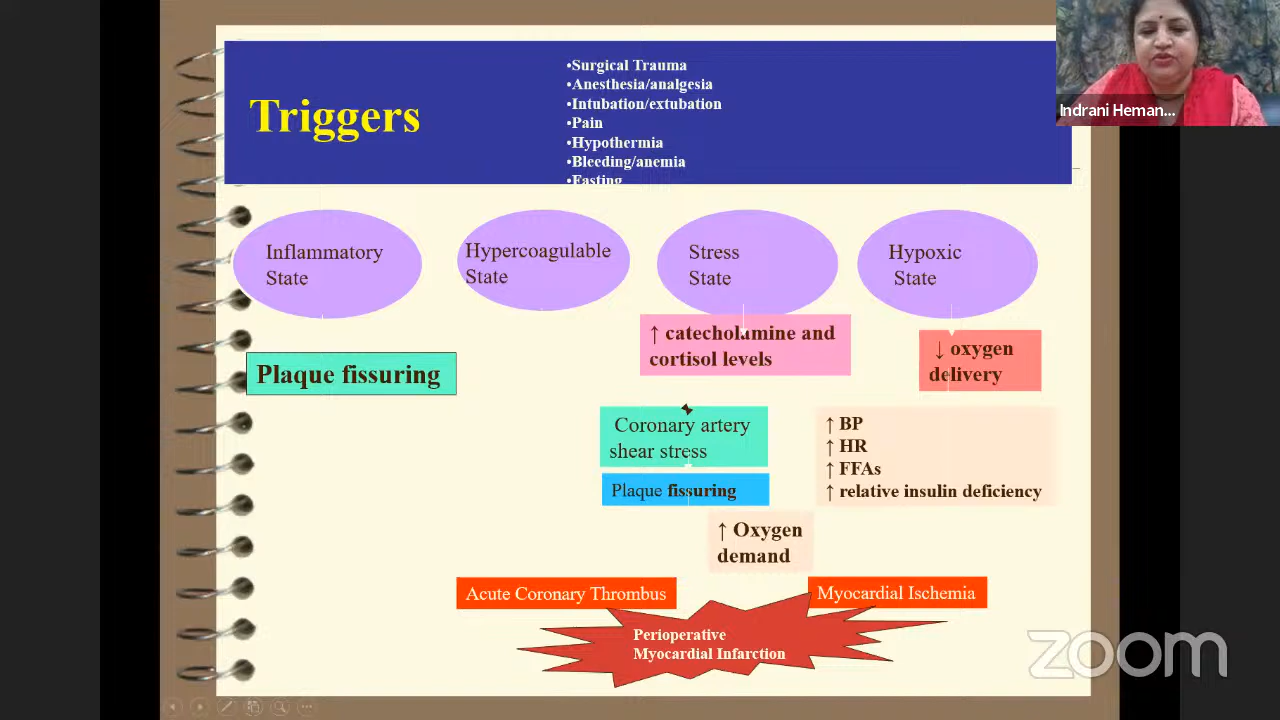 Triggers
•Surgical Trauma
•Anesthesia/analgesia
•Intubation/extubation
•Pain
•Hypothermia
•Bleeding/anemia
•Fasting
Indrani Heman...
Inflammatory
State
Hypercoagulable
State
Stress
State
Hypoxic
State
↑ catecholamine and
cortisol levels
↓ oxygen
delivery
Plaque fissuring
Coronary artery
shear stress
Plaque fissuring
↑ BP
↑ HR
↑ FFAs
↑ relative insulin deficiency
↑ Oxygen
demand
Acute Coronary Thrombus
Myocardial Ischemia
Perioperative
Myocardial Infarction
zoom